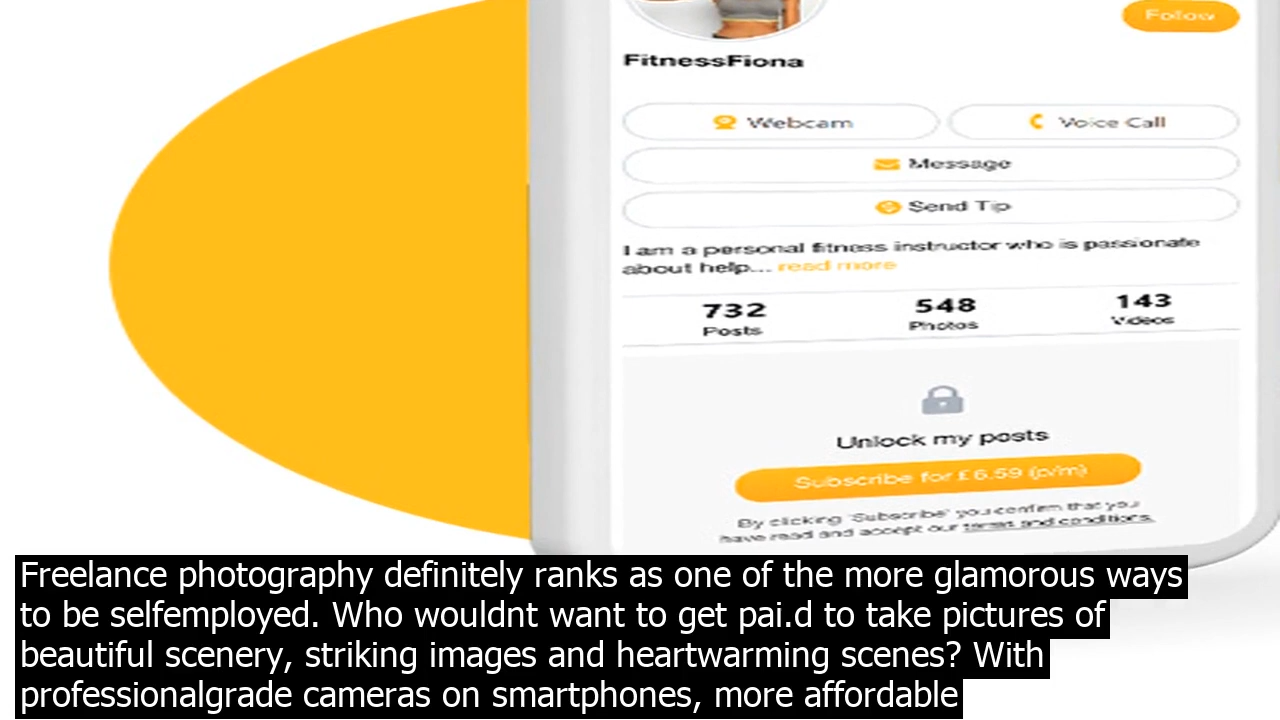 Follow
FitnessFiona
Webcam
Voice Call
Message
Send Tip
I am a personal fitness instructor who is passionate
about help... read more
732
Posts
548
Photos
143
Videos
Unlock my posts
Subscribe for £6.59 (p/m)
By clicking 'Subscribe' you confirm that you
have read and accept our terms and conditions.
Freelance photography definitely ranks as one of the more glamorous ways
to be selfemployed. Who wouldnt want to get pai.d to take pictures of
beautiful scenery, striking images and heartwarming scenes? With
professionalgrade cameras on smartphones, more affordable